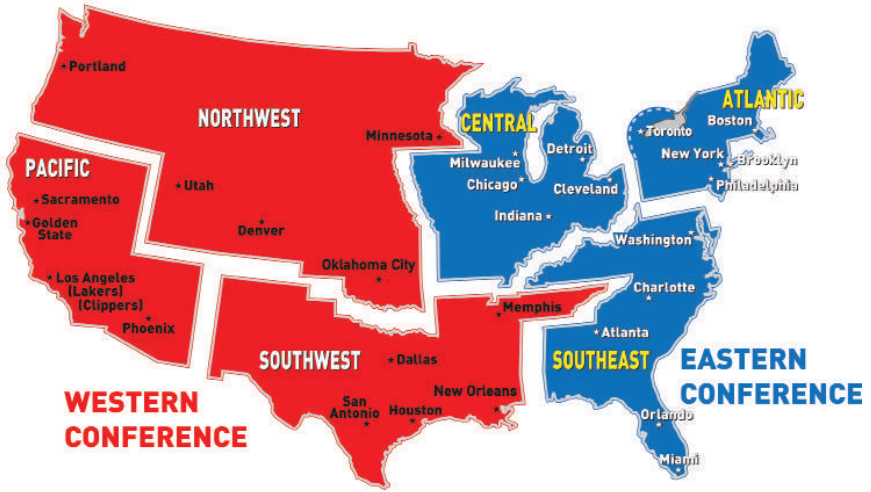 Portland
NORTHWEST
Minnesota
Utah
Denver
Oklahoma City
PACIFIC
Sacramento
Golden
State
Los Angeles
(Lakers)
(Clippers)
Phoenix
SOUTHWEST
Memphis
Dallas
New Orleans
San
Antonio
Houston
WESTERN
CONFERENCE
CENTRAL
Milwaukee
Detroit
Chicago
Cleveland
Indiana
ATLANTIC
Boston
Toronto
New York
Brooklyn
Philadelphia
Washington
Charlotte
Atlanta
SOUTHEAST
Orlando
Miami
EASTERN
CONFERENCE